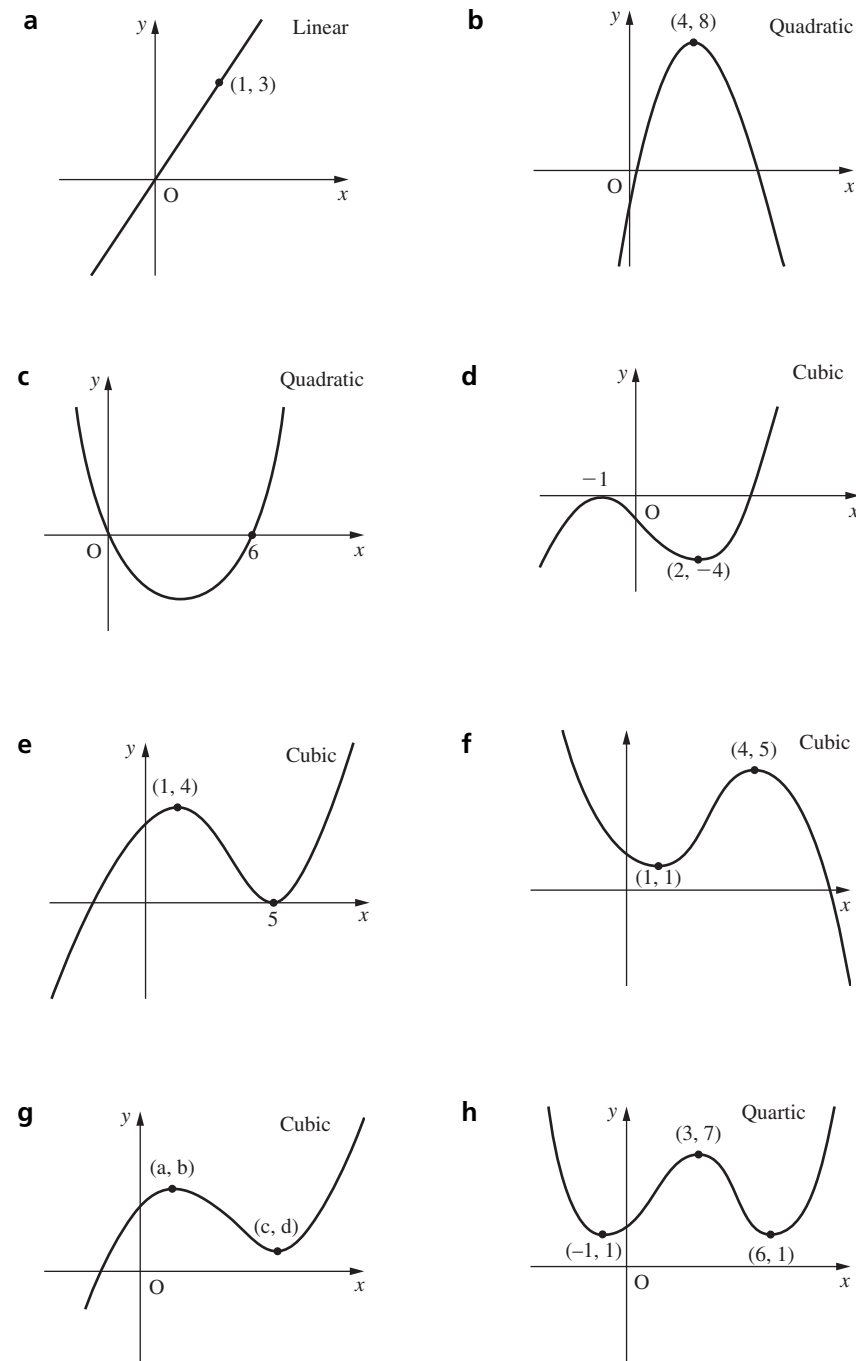 a
y
Linear
(1, 3)
O
x
b
y
(4, 8)
Quadratic
O
x
c
y
Quadratic
O
6
x
d
y
Cubic
−1
O
x
(2, −4)
e
y
Cubic
(1, 4)
5
x
f
(4, 5)
Cubic
(1, 1)
x
g
y
Cubic
(a, b)
(c, d)
O
x
h
y
Quartic
(3, 7)
(–1, 1)
(6, 1)
O
x